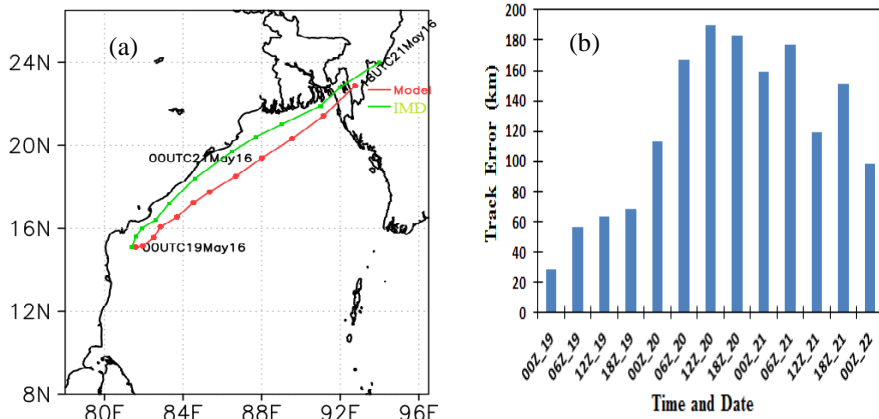 (a)
24N
20N
16N
12N
8N
80E 84E 88E 92E 96E
18UTC21May16
Model
IMD
00UTC21May16
00UTC19May16
(b)
Track Error (km)
200
180
160
140
120
100
80
60
40
20
0
00Z_19 06Z_19 12Z_19 18Z_19 00Z_20 06Z_20 12Z_20 18Z_20 00Z_21 06Z_21 12Z_21 18Z_21 00Z_22
Time and Date